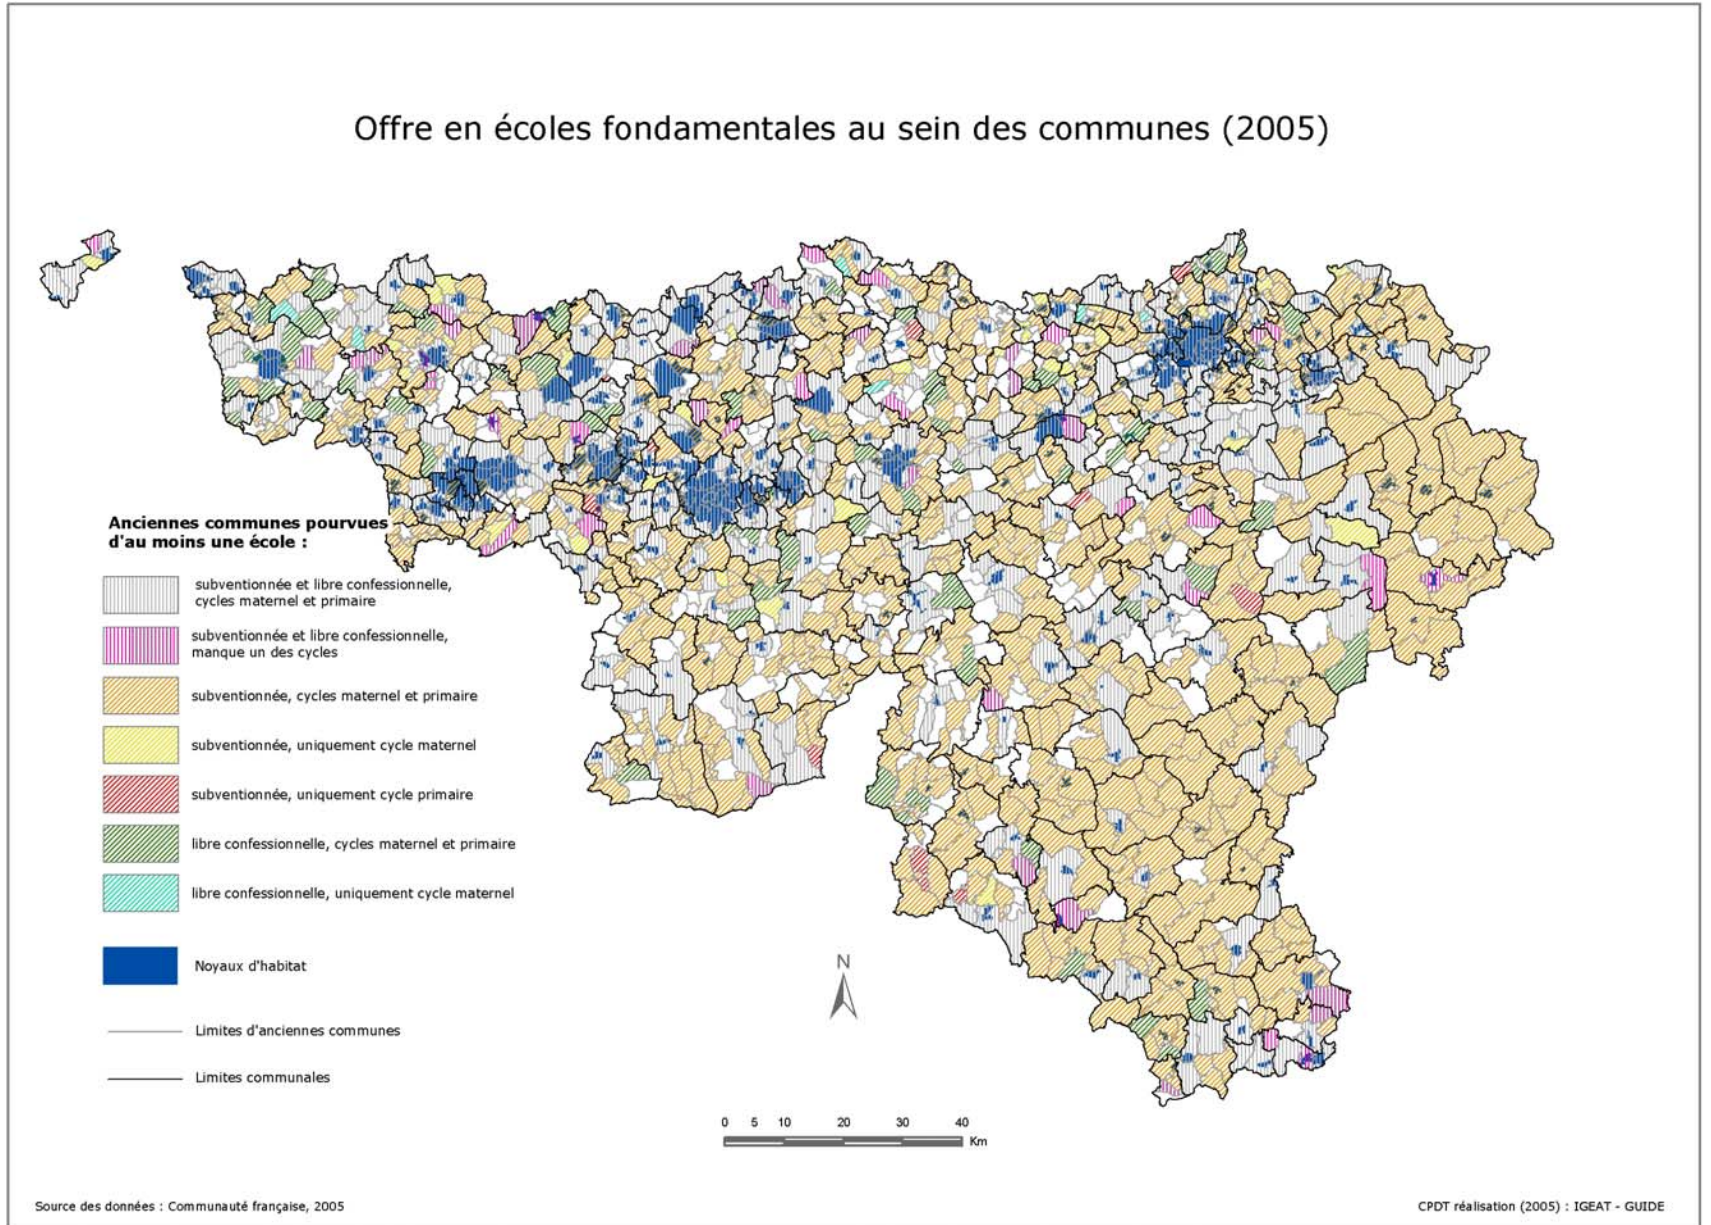 Offre en écoles fondamentales au sein des communes (2005)
Anciennes communes pourvues
d'au moins une école :
subventionnée et libre confessionnelle,
cycles maternel et primaire
subventionnée et libre confessionnelle,
manque un des cycles
subventionnée, cycles maternel et primaire
subventionnée, uniquement cycle maternel
subventionnée, uniquement cycle primaire
libre confessionnelle, cycles maternel et primaire
libre confessionnelle, uniquement cycle maternel
Noyaux d'habitat
Limites d'anciennes communes
Limites communales
N
0 5 10 20 30 40
Km
Source des données : Communauté française, 2005
CPDT réalisation (2005) : IGEAT - GUIDE